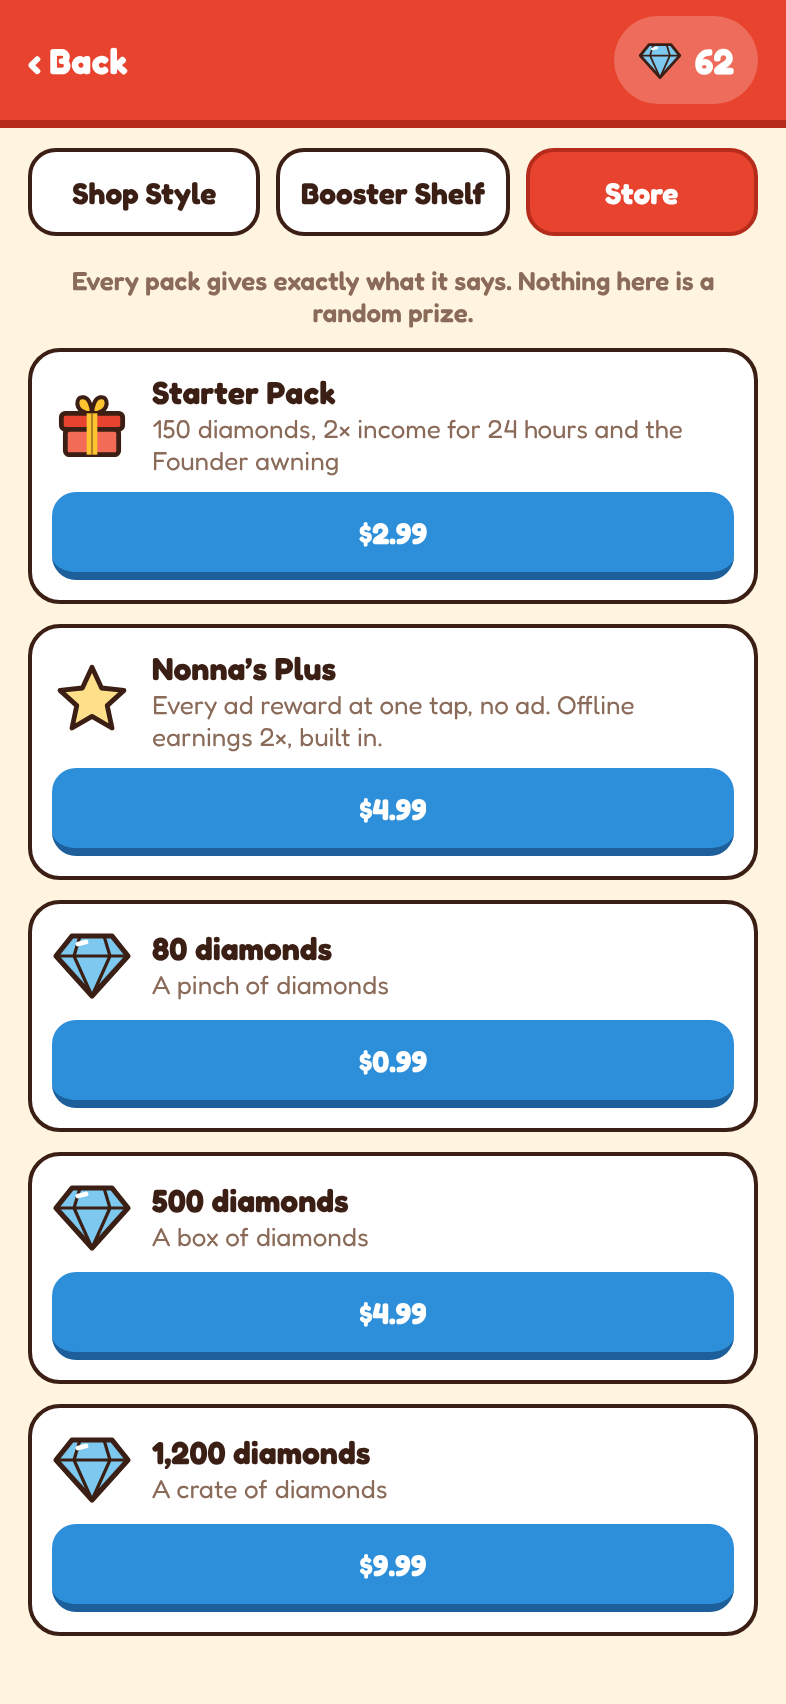 ‹ Back
62
Shop Style
Booster Shelf
Store
Every pack gives exactly what it says. Nothing here is a
random prize.
Starter Pack
150 diamonds, 2× income for 24 hours and the
Founder awning
$2.99
Nonna’s Plus
Every ad reward at one tap, no ad. Offline
earnings 2×, built in.
$4.99
80 diamonds
A pinch of diamonds
$0.99
500 diamonds
A box of diamonds
$4.99
1,200 diamonds
A crate of diamonds
$9.99